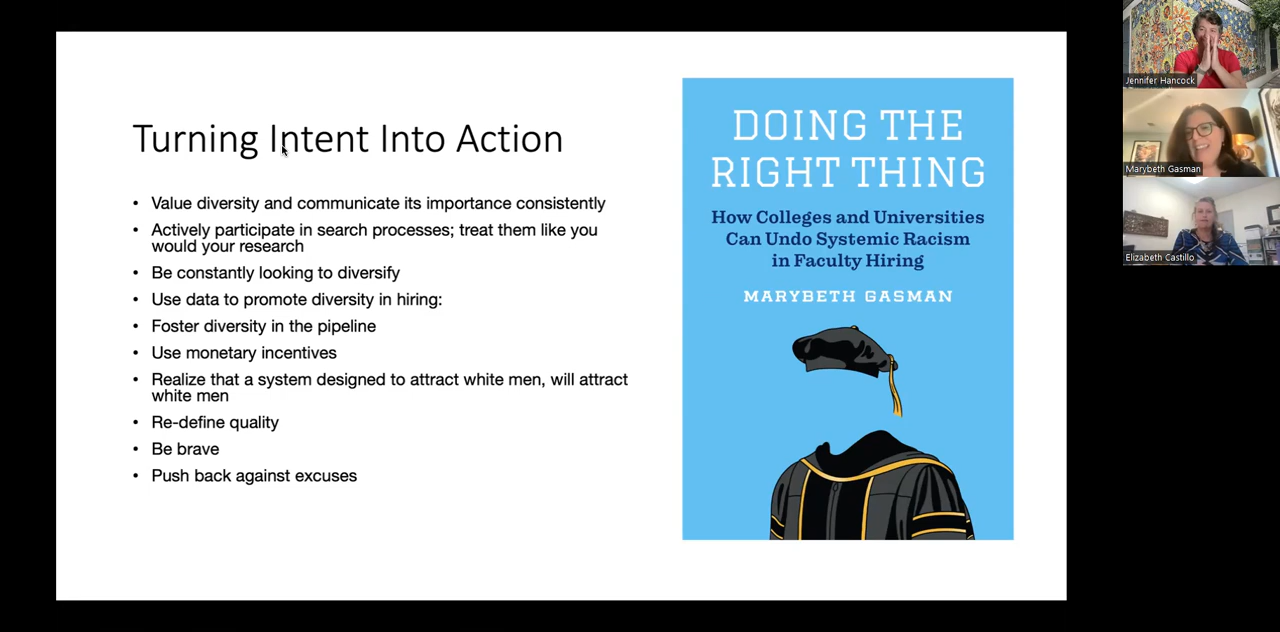 Turning Intent Into Action
• Value diversity and communicate its importance consistently
• Actively participate in search processes; treat them like you
would your research
• Be constantly looking to diversify
• Use data to promote diversity in hiring:
• Foster diversity in the pipeline
• Use monetary incentives
• Realize that a system designed to attract white men, will attract
white men
• Re-define quality
• Be brave
• Push back against excuses
DOING THE
RIGHT THING
How Colleges and Universities
Can Undo Systemic Racism
in Faculty Hiring
MARYBETH GASMAN
Jennifer Hancock
Marybeth Gasman
Elizabeth Castillo